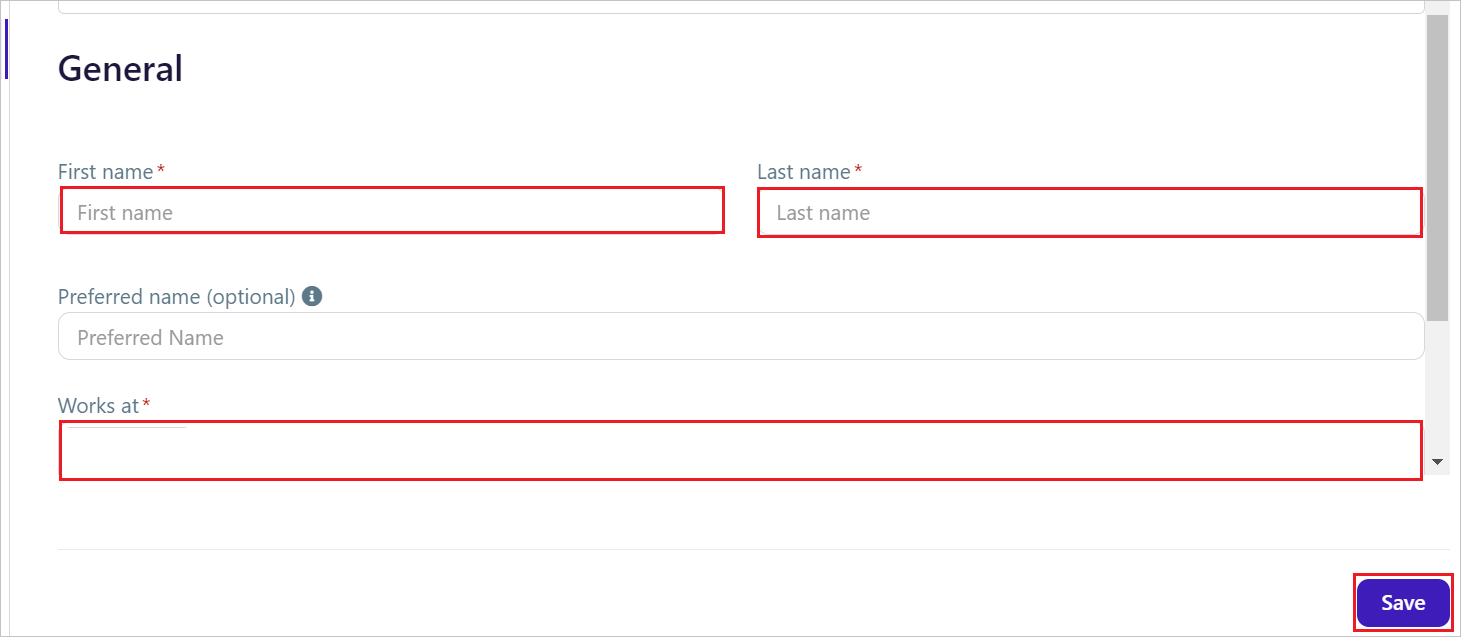 General
First name* Last name*
First name Last name
Preferred name (optional)
Preferred Name
Works at*
Save